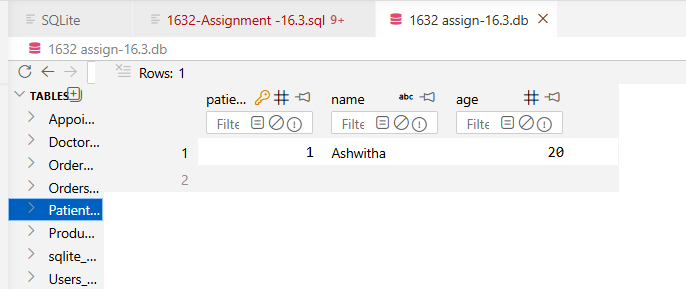 SQLite
1632-Assignment -16.3.sql 9+
1632 assign-16.3.db
1632 assign-16.3.db
Rows: 1
TABLES
patie... name abc age
Filte Filte Filte
1 1 Ashwitha 20
2
Appoi...
Doctor...
Order...
Orders...
Patient...
Produ...
sqlite_...
Users_...